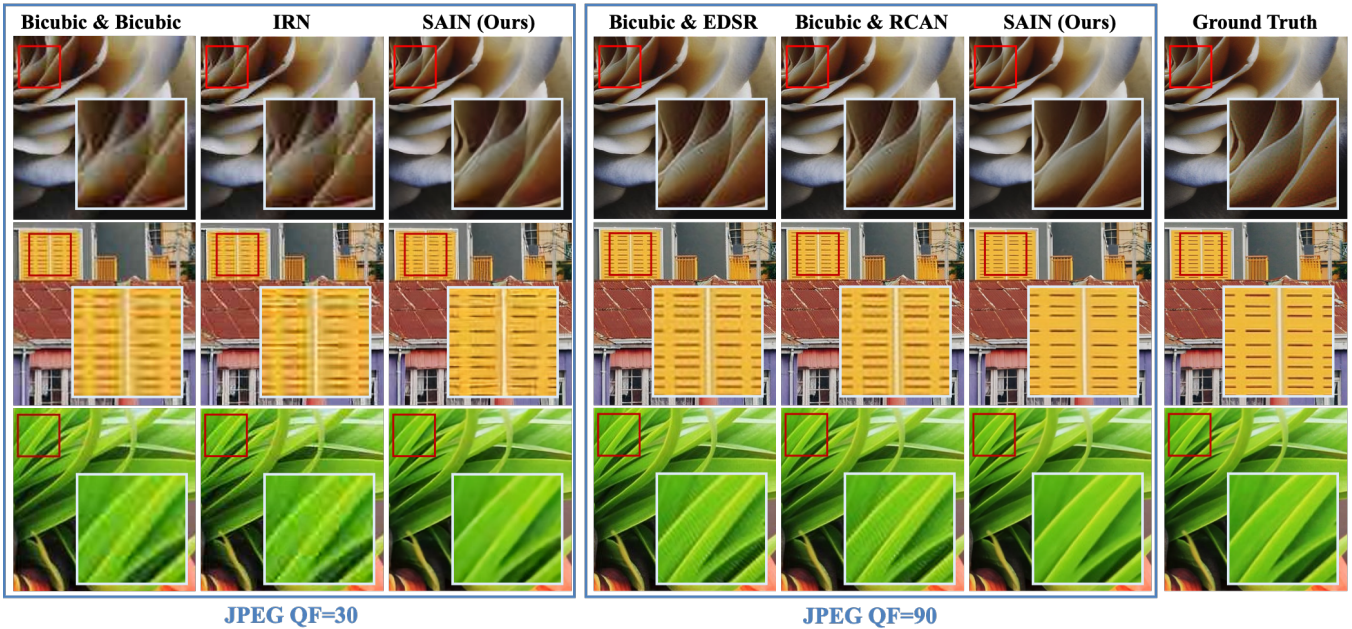 Bicubic & Bicubic IRN SAIN (Ours) Bicubic & EDSR Bicubic & RCAN SAIN (Ours) Ground Truth
JPEG QF=30 JPEG QF=90